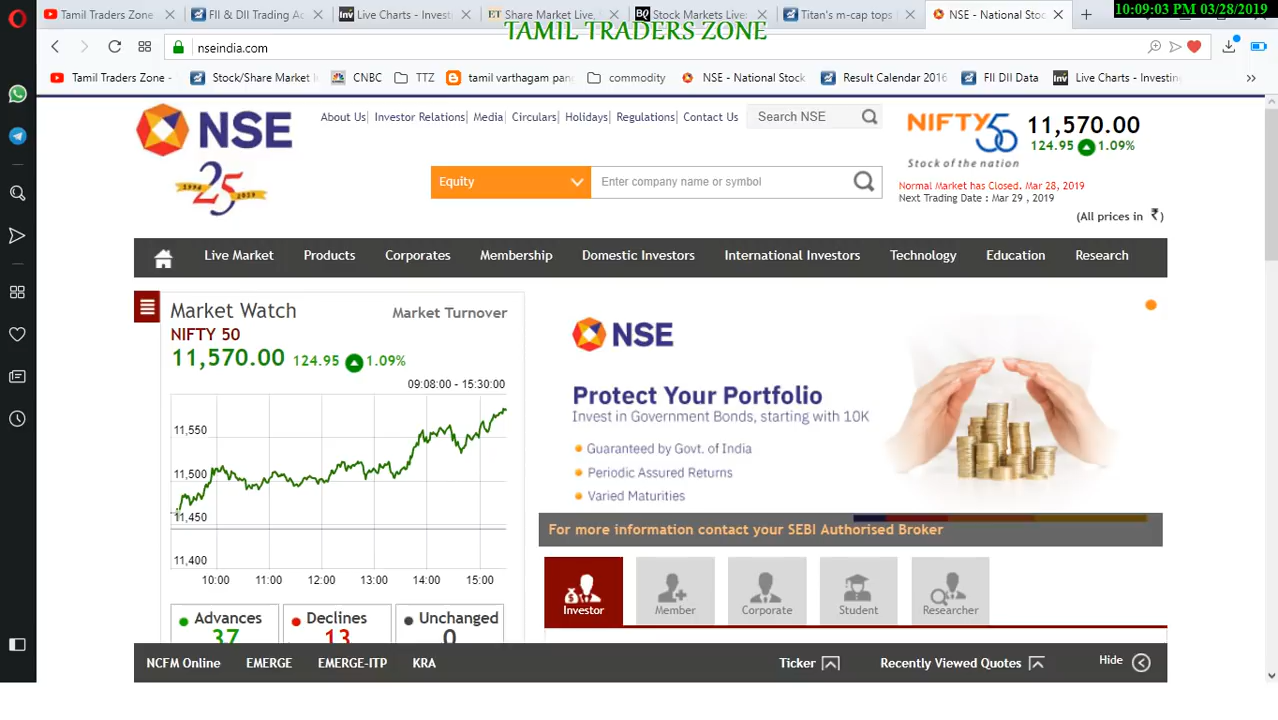 Tamil Traders Zone
FII & DII Trading Ac
Live Charts - Investi
ET Share Market Live,
BQ Stock Markets Live:
Titan's m-cap tops
NSE - National Stoc
10:09:03 PM 03/28/2019
TAMIL TRADERS ZONE
nseindia.com
Tamil Traders Zone -
Stock/Share Market I
CNBC
TTZ
tamil varthagam pan
commodity
NSE - National Stock
Result Calendar 2016
FII DII Data
Inv Live Charts - Investin
NSE
About Us| Investor Relations| Media| Circulars| Holidays| Regulations| Contact Us
Search NSE
NIFTY 50
Stock of the nation
11,570.00
124.95 1.09%
1994 25 2019
Equity
Enter company name or symbol
Normal Market has Closed. Mar 28, 2019
Next Trading Date : Mar 29 , 2019
(All prices in ₹)
Live Market Products Corporates Membership Domestic Investors International Investors Technology Education Research
Market Watch
Market Turnover
NIFTY 50
11,570.00 124.95 1.09%
09:08:00 - 15:30:00
11,550
11,500
11,450
11,400
10:00 11:00 12:00 13:00 14:00 15:00
Advances
37
Declines
13
Unchanged
0
NSE
Protect Your Portfolio
Invest in Government Bonds, starting with 10K
Guaranteed by Govt. of India
Periodic Assured Returns
Varied Maturities
For more information contact your SEBI Authorised Broker
Investor
Member
Corporate
Student
Researcher
NCFM Online EMERGE EMERGE-ITP KRA
Ticker
Recently Viewed Quotes
Hide